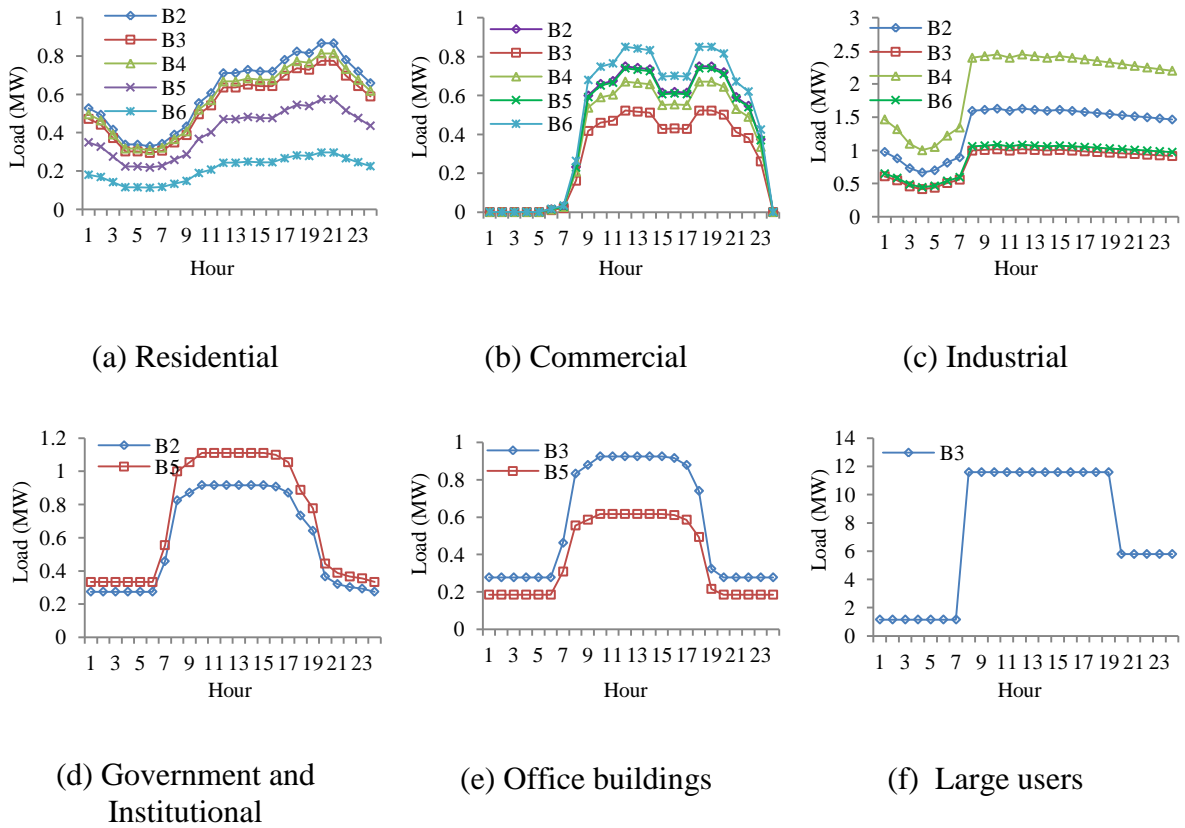 B2
B3
B4
B5
B6
1
0.8
0.6
0.4
0.2
0
Load (MW)
1 3 5 7 9 11 13 15 17 19 21 23
Hour
(a) Residential
B2
B3
B4
B5
B6
1
0.8
0.6
0.4
0.2
0
Load (MW)
1 3 5 7 9 11 13 15 17 19 21 23
Hour
(b) Commercial
B2
B3
B4
B6
3
2.5
2
1.5
1
0.5
0
Load (MW)
1 3 5 7 9 11 13 15 17 19 21 23
Hour
(c) Industrial
B2
B5
1.2
1
0.8
0.6
0.4
0.2
0
Load (MW)
1 3 5 7 9 11 13 15 17 19 21 23
Hour
(d) Government and
Institutional
B3
B5
1
0.8
0.6
0.4
0.2
0
Load (MW)
1 3 5 7 9 11 13 15 17 19 21 23
Hour
(e) Office buildings
B3
14
12
10
8
6
4
2
0
Load (MW)
1 3 5 7 9 11 13 15 17 19 21 23
Hour
(f) Large users